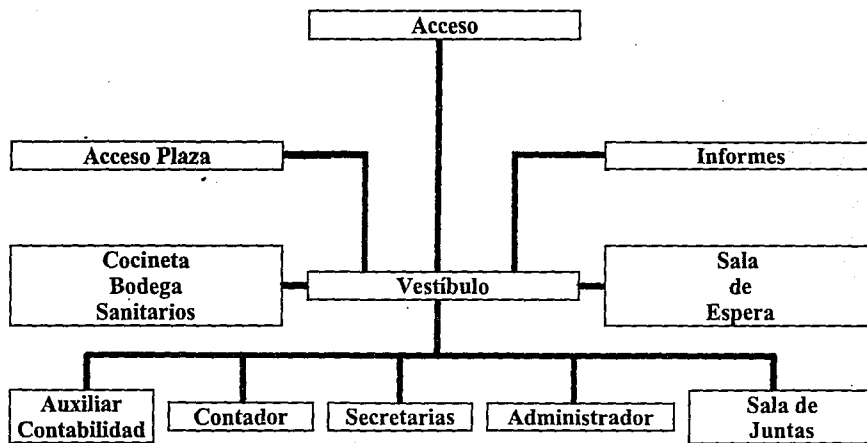 Acceso
Acceso Plaza
Informes
Cocineta
Bodega
Sanitarios
Vestíbulo
Sala
de
Espera
Auxiliar
Contabilidad
Contador
Secretarias
Administrador
Sala de
Juntas